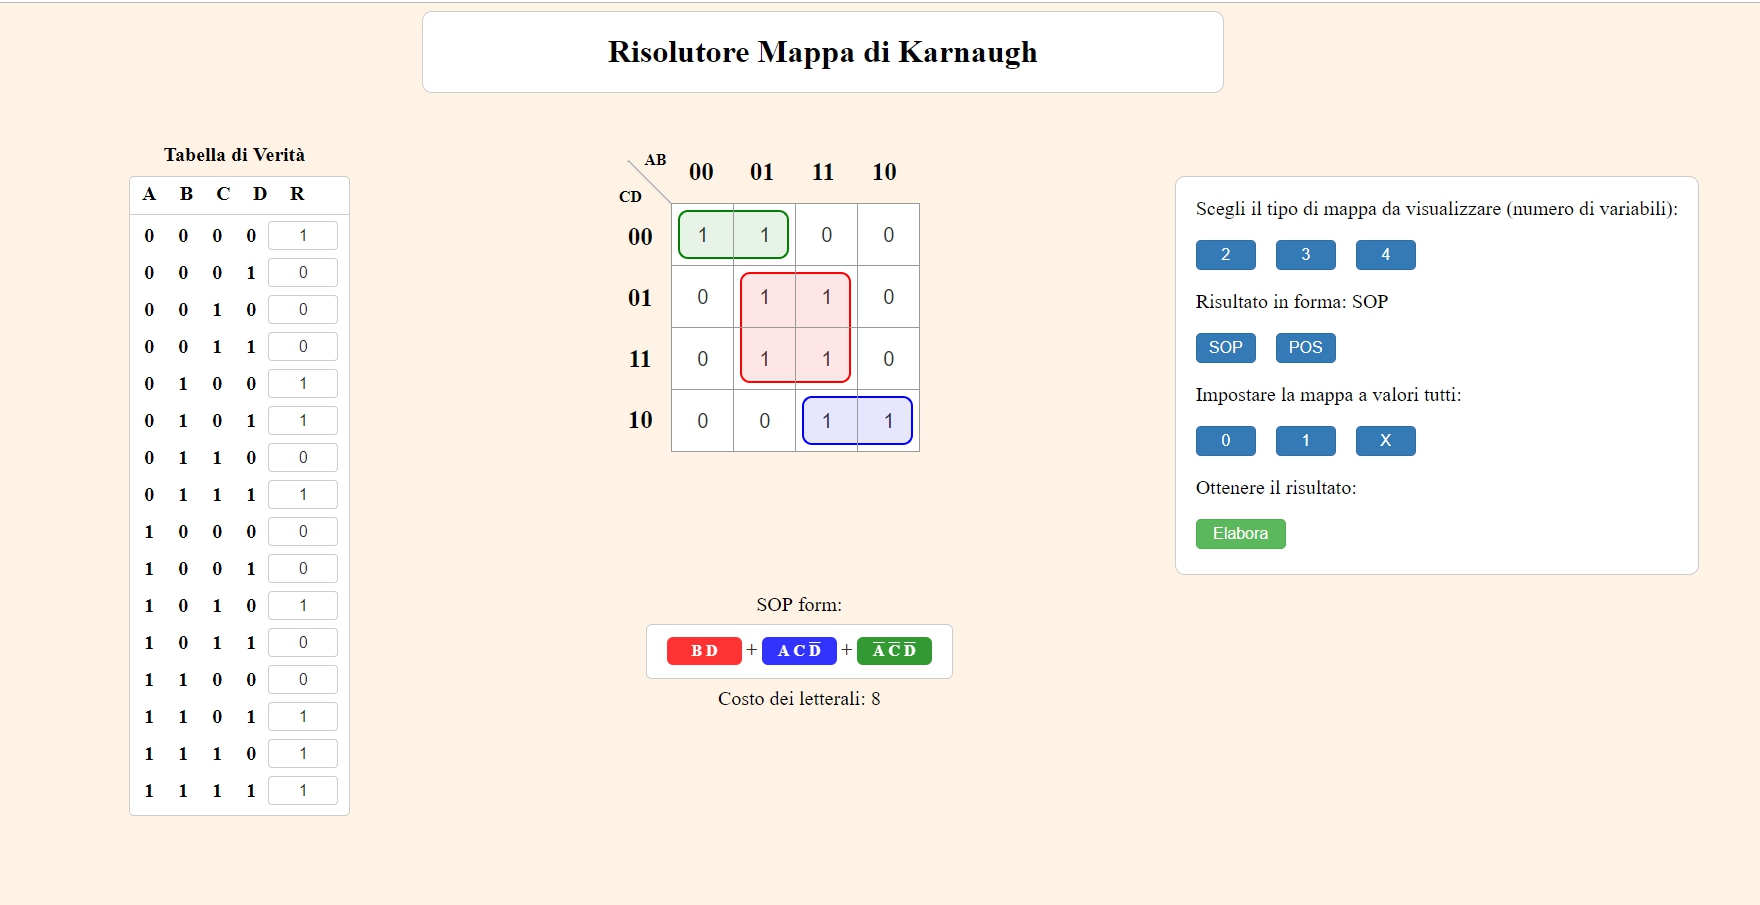 Risolutore Mappa di Karnaugh
Tabella di Verità
A B C D R
0 0 0 0 1
0 0 0 1 0
0 0 1 0 0
0 0 1 1 0
0 1 0 0 1
0 1 0 1 1
0 1 1 0 0
0 1 1 1 1
1 0 0 0 0
1 0 0 1 0
1 0 1 0 1
1 0 1 1 0
1 1 0 0 0
1 1 0 1 1
1 1 1 0 1
1 1 1 1 1
AB
00 01 11 10
CD
00 1 1 0 0
01 0 1 1 0
11 0 1 1 0
10 0 0 1 1
SOP form:
B D + A C D̅ + A̅ C̅ D̅
Costo dei letterali: 8
Scegli il tipo di mappa da visualizzare (numero di variabili):
2 3 4
Risultato in forma: SOP
SOP POS
Impostare la mappa a valori tutti:
0 1 X
Ottenere il risultato:
Elabora